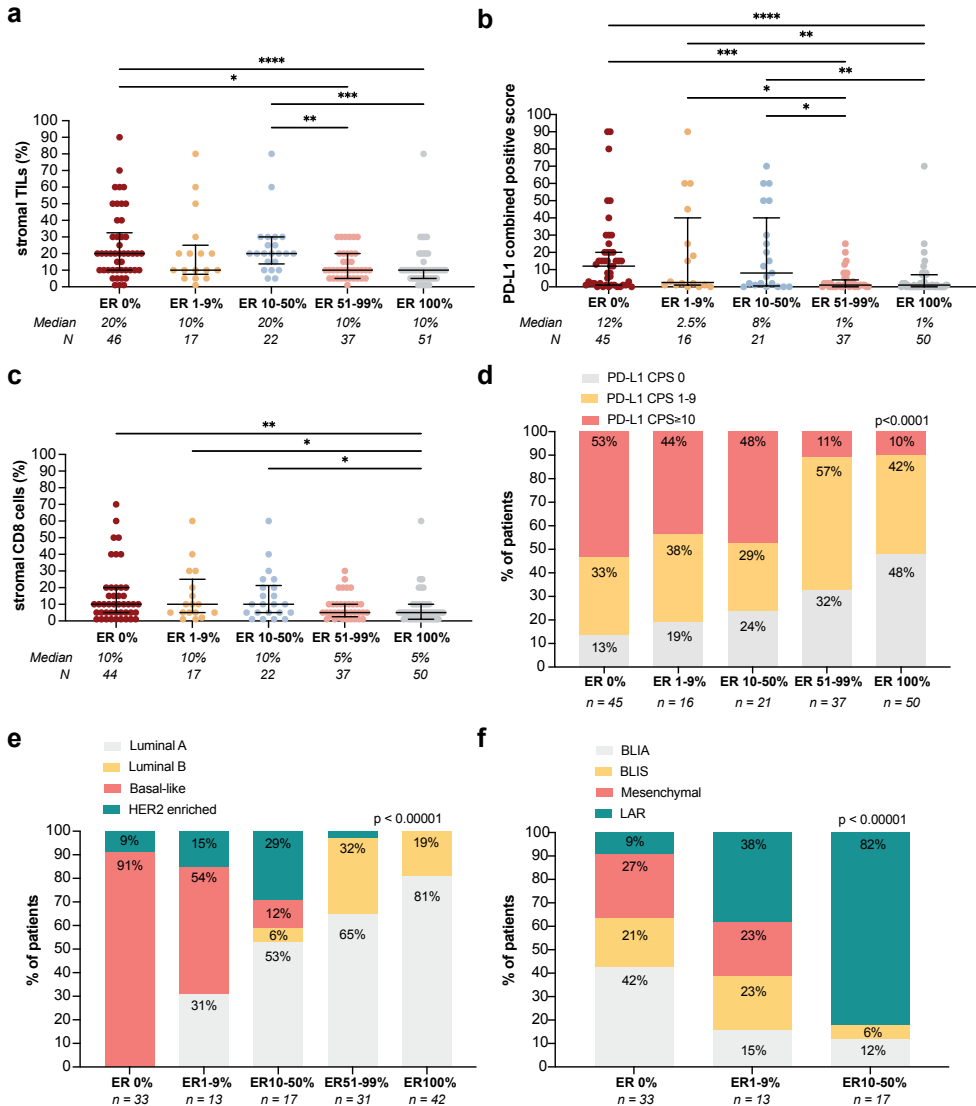 a
****
*
***
**
stromal TILs (%)
100
90
80
70
60
50
40
30
20
10
0
ER 0% ER 1-9% ER 10-50% ER 51-99% ER 100%
Median 20% 10% 20% 10% 10%
N 46 17 22 37 51
b
****
**
***
**
*
*
PD-L1 combined positive score
100
90
80
70
60
50
40
30
20
10
0
ER 0% ER 1-9% ER 10-50% ER 51-99% ER 100%
Median 12% 2.5% 8% 1% 1%
N 45 16 21 37 50
c
**
*
*
stromal CD8 cells (%)
100
90
80
70
60
50
40
30
20
10
0
ER 0% ER 1-9% ER 10-50% ER 51-99% ER 100%
Median 10% 10% 10% 5% 5%
N 44 17 22 37 50
d
PD-L1 CPS 0
PD-L1 CPS 1-9
PD-L1 CPS≥10
p<0.0001
% of patients
100
90
80
70
60
50
40
30
20
10
0
53% 44% 48% 11% 10%
33% 38% 29% 57% 42%
13% 19% 24% 32% 48%
ER 0% ER 1-9% ER 10-50% ER 51-99% ER 100%
n = 45 n = 16 n = 21 n = 37 n = 50
e
Luminal A
Luminal B
Basal-like
HER2 enriched
p < 0.00001
% of patients
100
90
80
70
60
50
40
30
20
10
0
9% 15% 29% 32% 19%
91% 54% 12% 65% 81%
6%
31% 53%
ER 0% ER1-9% ER10-50% ER51-99% ER100%
n = 33 n = 13 n = 17 n = 31 n = 42
f
BLIA
BLIS
Mesenchymal
LAR
p < 0.00001
% of patients
100
90
80
70
60
50
40
30
20
10
0
9% 38% 82%
27% 23%
21% 23% 6%
42% 15% 12%
ER 0% ER1-9% ER10-50%
n = 33 n = 13 n = 17